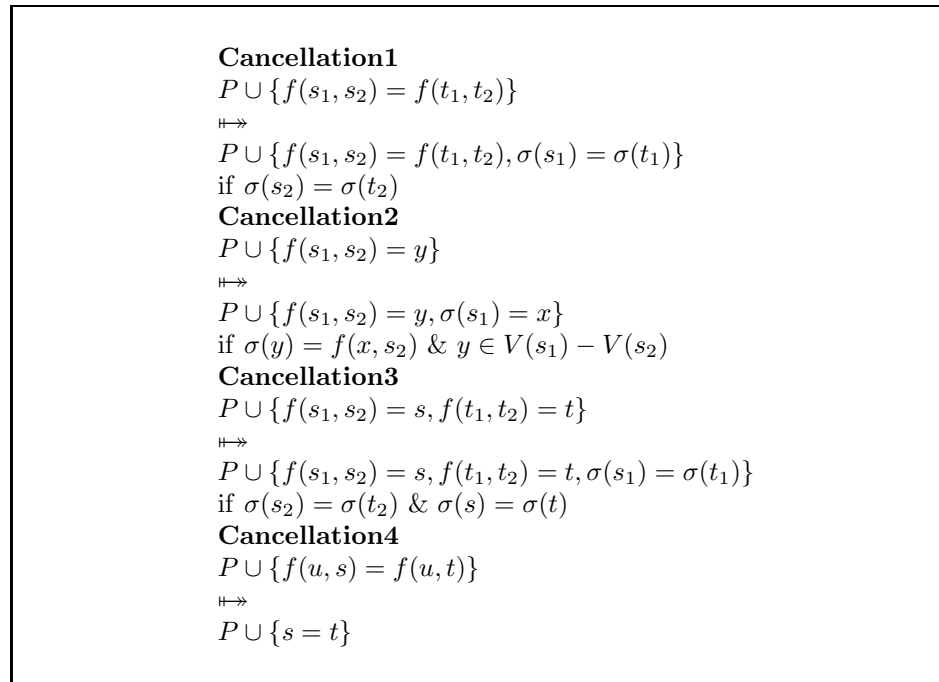 Cancellation1
P ∪ {f(s₁, s₂) = f(t₁, t₂)}
⤇
P ∪ {f(s₁, s₂) = f(t₁, t₂), σ(s₁) = σ(t₁)}
if σ(s₂) = σ(t₂)
Cancellation2
P ∪ {f(s₁, s₂) = y}
⤇
P ∪ {f(s₁, s₂) = y, σ(s₁) = x}
if σ(y) = f(x, s₂) & y ∈ V(s₁) − V(s₂)
Cancellation3
P ∪ {f(s₁, s₂) = s, f(t₁, t₂) = t}
⤇
P ∪ {f(s₁, s₂) = s, f(t₁, t₂) = t, σ(s₁) = σ(t₁)}
if σ(s₂) = σ(t₂) & σ(s) = σ(t)
Cancellation4
P ∪ {f(u, s) = f(u, t)}
⤇
P ∪ {s = t}